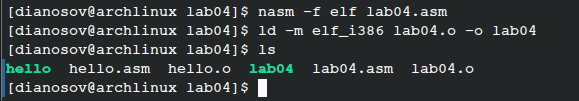 [dianosov@archlinux lab04]$ nasm -f elf lab04.asm
[dianosov@archlinux lab04]$ ld -m elf_i386 lab04.o -o lab04
[dianosov@archlinux lab04]$ ls
hello  hello.asm  hello.o  lab04  lab04.asm  lab04.o
[dianosov@archlinux lab04]$